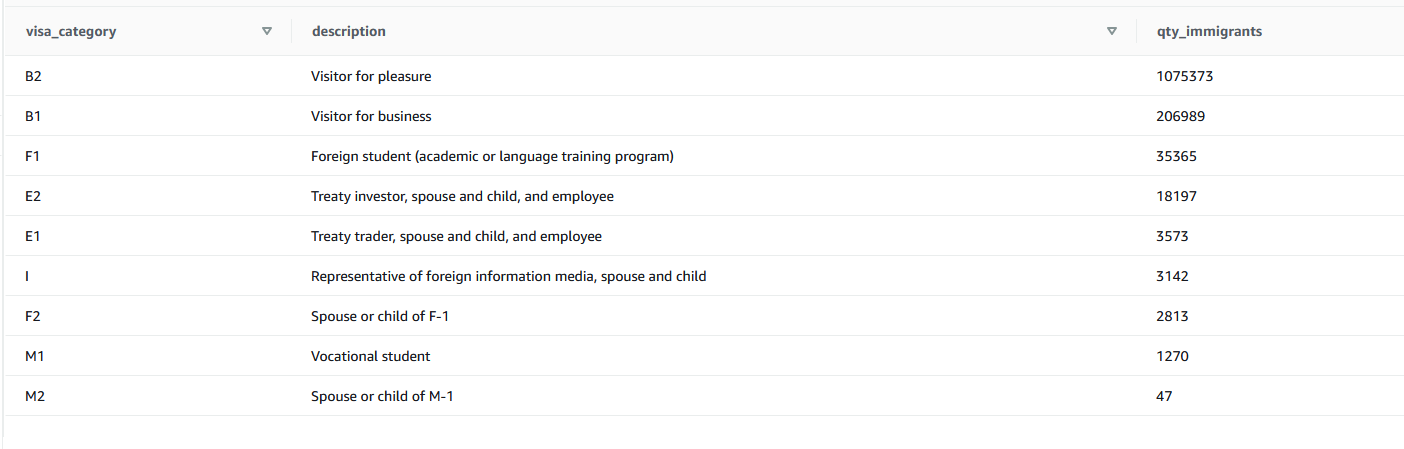 visa_category description qty_immigrants
B2 Visitor for pleasure 1075373
B1 Visitor for business 206989
F1 Foreign student (academic or language training program) 35365
E2 Treaty investor, spouse and child, and employee 18197
E1 Treaty trader, spouse and child, and employee 3573
I Representative of foreign information media, spouse and child 3142
F2 Spouse or child of F-1 2813
M1 Vocational student 1270
M2 Spouse or child of M-1 47